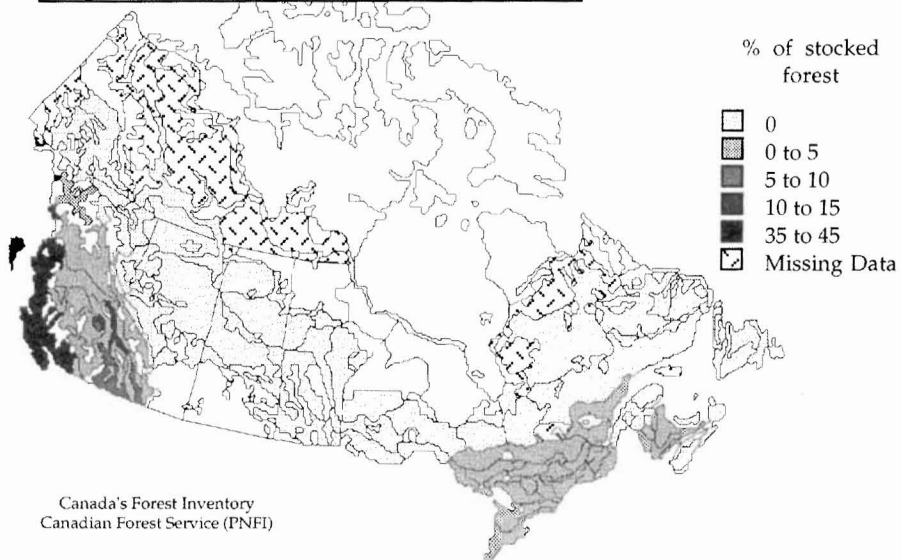 % of stocked
forest
0
0 to 5
5 to 10
10 to 15
35 to 45
Missing Data
Canada's Forest Inventory
Canadian Forest Service (PNFI)